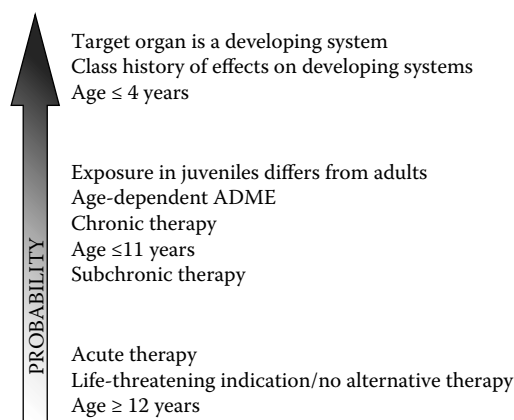 Target organ is a developing system
Class history of effects on developing systems
Age ≤ 4 years
Exposure in juveniles differs from adults
Age-dependent ADME
Chronic therapy
Age ≤11 years
Subchronic therapy
PROBABILITY
Acute therapy
Life-threatening indication/no alternative therapy
Age ≥ 12 years